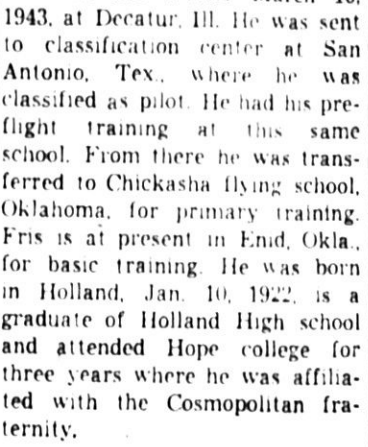 1943, at Decatur, Ill. He was sent
to classification center at San
Antonio, Tex., where he was
classified as pilot. He had his pre-
flight training at this same
school. From there he was trans-
ferred to Chickasha flying school,
Oklahoma, for primary training.
Fris is at present in Enid, Okla.,
for basic training. He was born
in Holland, Jan. 10, 1922, is a
graduate of Holland High school
and attended Hope college for
three years where he was affilia-
ted with the Cosmopolitan fra-
ternity.